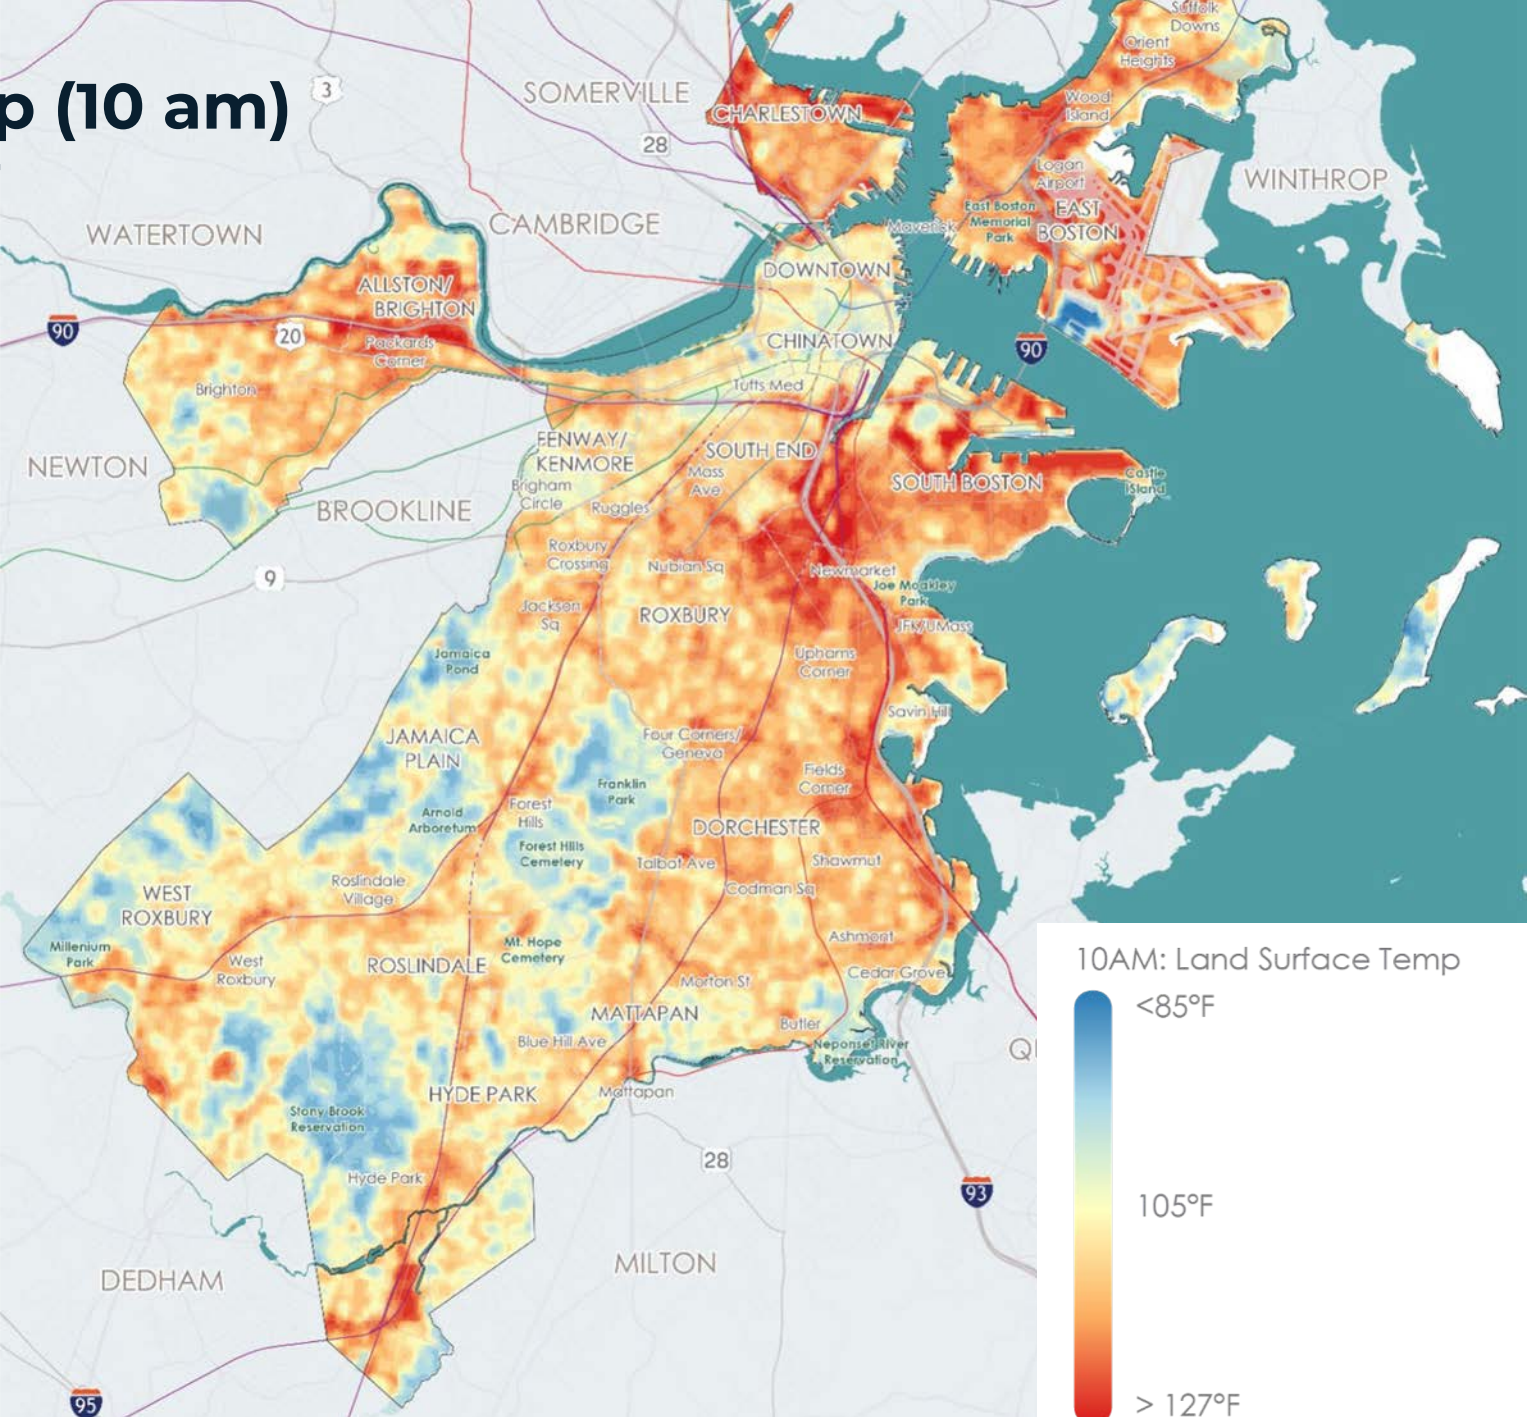 p (10 am)
Suffolk
Downs
Orient
Heights
3
SOMERVILLE
CHARLESTOWN
Wood
Island
28
Logan
Airport
WINTHROP
WATERTOWN
CAMBRIDGE
East Boston
Memorial
Park
EAST
BOSTON
Maverick
DOWNTOWN
ALLSTON/
BRIGHTON
90
20
Packards
Corner
CHINATOWN
90
Brighton
Tufts Med
FENWAY/
KENMORE
SOUTH END
NEWTON
Mass
Ave
SOUTH BOSTON
Castle
Island
Brigham
Circle
BROOKLINE
Ruggles
Roxbury
Crossing
Nubian Sq
Newmarket
9
Joe Moakley
Park
Jackson
Sq
ROXBURY
JFK/UMass
Jamaica
Pond
Uphams
Corner
Savin Hill
JAMAICA
PLAIN
Four Corners/
Geneva
Fields
Corner
Franklin
Park
Forest
Hills
Arnold
Arboretum
DORCHESTER
Forest Hills
Cemetery
Talbot Ave
Shawmut
Roslindale
Village
Codman Sq
WEST
ROXBURY
Ashmont
Millenium
Park
Mt. Hope
Cemetery
West
Roxbury
ROSLINDALE
Morton St
Cedar Grove
MATTAPAN
Butler
Blue Hill Ave
Neponset River
Reservation
QI
HYDE PARK
Mattapan
Stony Brook
Reservation
28
Hyde Park
93
DEDHAM
MILTON
95
10AM: Land Surface Temp
<85°F
105°F
> 127°F